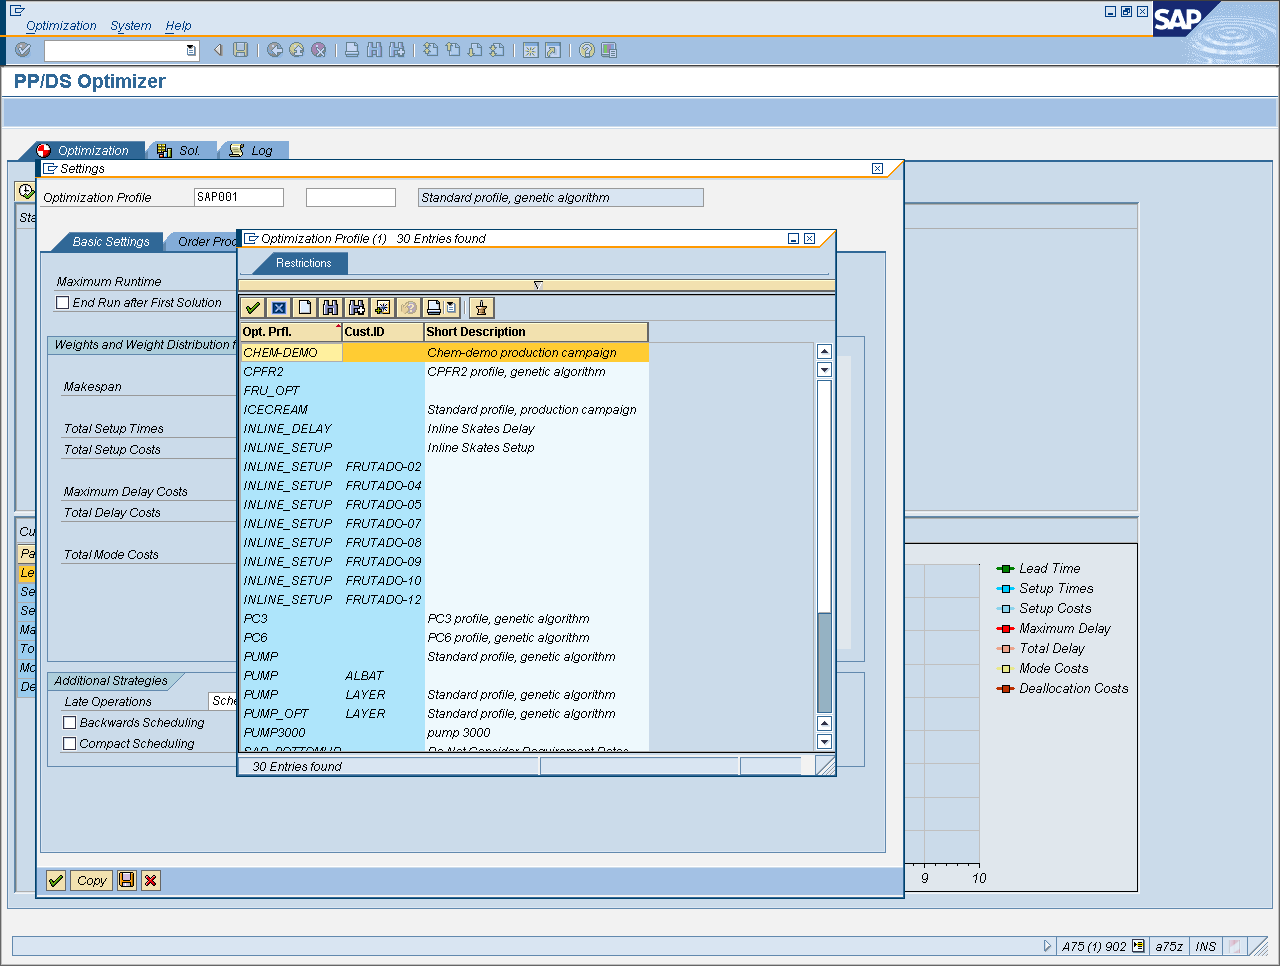 Optimization System Help
SAP
PP/DS Optimizer
Optimization Sol. Log
Settings
Optimization Profile SAP001 Standard profile, genetic algorithm
Sta
Basic Settings Order Proc
Maximum Runtime
End Run after First Solution
Weights and Weight Distribution f
Makespan
Total Setup Times
Total Setup Costs
Maximum Delay Costs
Total Delay Costs
Total Mode Costs
Additional Strategies
Late Operations Sche
Backwards Scheduling
Compact Scheduling
Cu
Pa
Le
Se
Se
Ma
To
Mo
De
Optimization Profile (1) 30 Entries found
Restrictions
Opt. Prfl. Cust.ID Short Description
CHEM-DEMO Chem-demo production campaign
CPFR2 CPFR2 profile, genetic algorithm
FRU_OPT
ICECREAM Standard profile, production campaign
INLINE_DELAY Inline Skates Delay
INLINE_SETUP Inline Skates Setup
INLINE_SETUP FRUTADO-02
INLINE_SETUP FRUTADO-04
INLINE_SETUP FRUTADO-05
INLINE_SETUP FRUTADO-07
INLINE_SETUP FRUTADO-08
INLINE_SETUP FRUTADO-09
INLINE_SETUP FRUTADO-10
INLINE_SETUP FRUTADO-12
PC3 PC3 profile, genetic algorithm
PC6 PC6 profile, genetic algorithm
PUMP Standard profile, genetic algorithm
PUMP ALBAT
PUMP LAYER Standard profile, genetic algorithm
PUMP_OPT LAYER Standard profile, genetic algorithm
PUMP3000 pump 3000
SAP_BOTTOMUP Do Not Consider Requirement Dates
30 Entries found
Lead Time
Setup Times
Setup Costs
Maximum Delay
Total Delay
Mode Costs
Deallocation Costs
9 10
Copy
A75 (1) 902 a75z INS